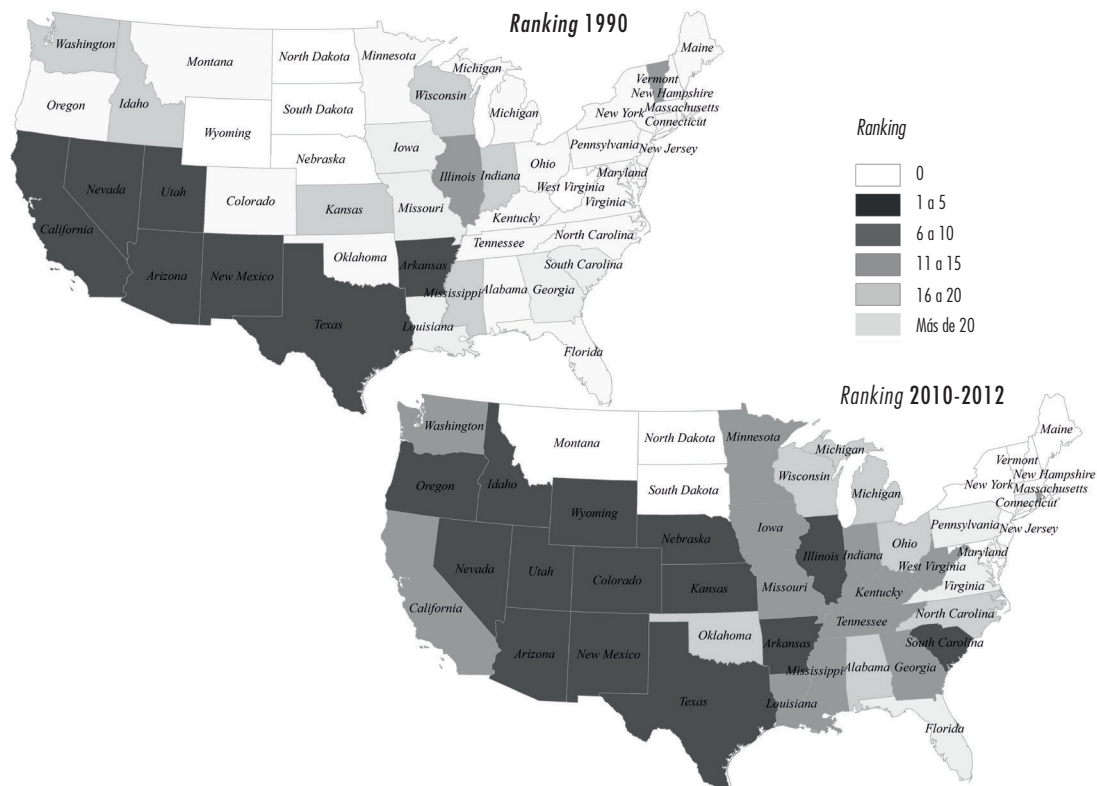 Ranking 1990
Washington
Montana
North Dakota
Minnesota
Maine
Michigan
Vermont
New Hampshire
Oregon
Idaho
South Dakota
Wisconsin
Michigan
New York
Massachusetts
Connecticut
Wyoming
Iowa
Pennsylvania
New Jersey
Nebraska
Ohio
Maryland
Nevada
Utah
Illinois
Indiana
West Virginia
Virginia
Colorado
Kansas
Missouri
Kentucky
California
North Carolina
Tennessee
Arizona
New Mexico
Oklahoma
Arkansas
South Carolina
Mississippi
Alabama
Georgia
Texas
Louisiana
Florida
Ranking
0
1 a 5
6 a 10
11 a 15
16 a 20
Más de 20
Ranking 2010-2012
Washington
Montana
North Dakota
Minnesota
Maine
Michigan
Vermont
New Hampshire
Oregon
Idaho
South Dakota
Wisconsin
Michigan
New York
Massachusetts
Connecticut
Wyoming
Iowa
Pennsylvania
New Jersey
Nebraska
Ohio
Maryland
Nevada
Utah
Colorado
Illinois
Indiana
West Virginia
Virginia
Kansas
Missouri
Kentucky
California
North Carolina
Tennessee
Arizona
New Mexico
Oklahoma
Arkansas
South Carolina
Mississippi
Alabama
Georgia
Texas
Louisiana
Florida